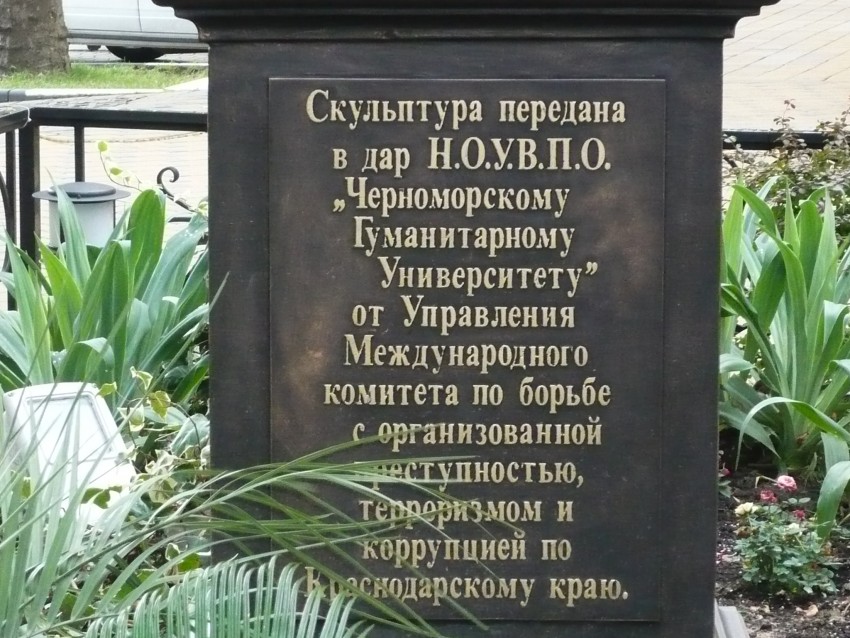 Скульптура передана
в дар Н.О.У.В.П.О.
„Черноморскому
Гуманитарному
Университету”
от Управления
Международного
комитета по борьбе
с организованной
преступностью,
терроризмом и
коррупцией по
Краснодарскому краю.